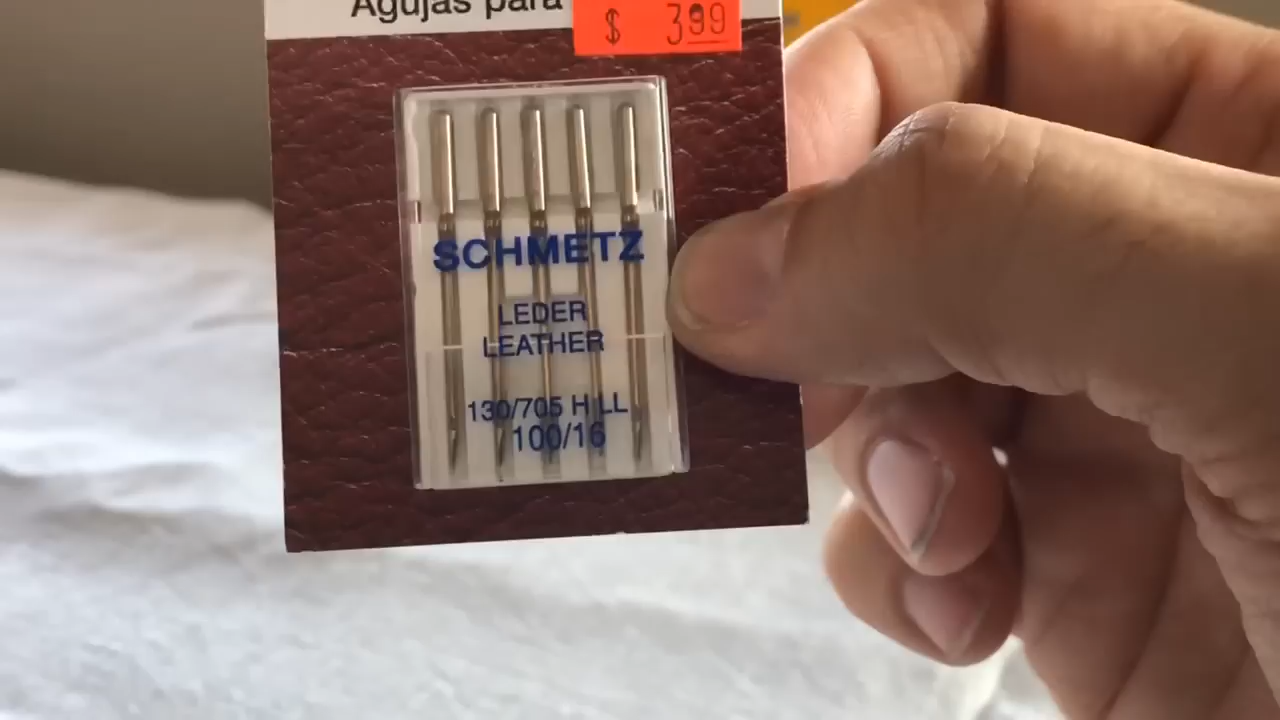 Agujas para
$ 399
SCHMETZ
LEDER
LEATHER
130/705 H LL
100/16